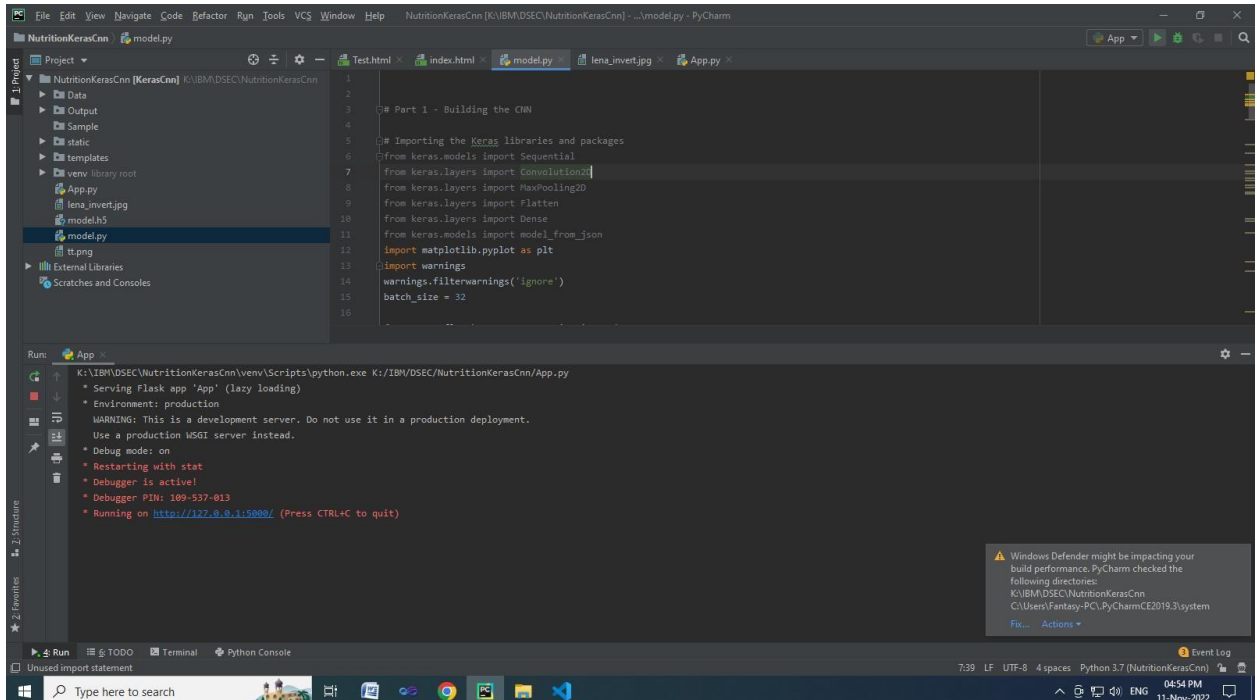 File Edit View Navigate Code Refactor Run Tools VCS Window Help NutritionKerasCnn [K:\IBM\DSEC\NutritionKerasCnn] - ...\model.py - PyCharm
NutritionKerasCnn model.py
App
Project
Test.html index.html model.py lena_invert.jpg App.py
1: Project
NutritionKerasCnn [KerasCnn] K:\IBM\DSEC\NutritionKerasCnn
Data
Output
Sample
static
templates
venv library root
App.py
lena_invert.jpg
model.h5
model.py
tt.png
External Libraries
Scratches and Consoles
1
2
3 # Part 1 - Building the CNN
4
5 # Importing the Keras libraries and packages
6 from keras.models import Sequential
7 from keras.layers import Convolution2D
8 from keras.layers import MaxPooling2D
9 from keras.layers import Flatten
10 from keras.layers import Dense
11 from keras.models import model_from_json
12 import matplotlib.pyplot as plt
13 import warnings
14 warnings.filterwarnings('ignore')
15 batch_size = 32
16
Run: App
K:\IBM\DSEC\NutritionKerasCnn\venv\Scripts\python.exe K:/IBM/DSEC/NutritionKerasCnn/App.py
* Serving Flask app 'App' (lazy loading)
* Environment: production
WARNING: This is a development server. Do not use it in a production deployment.
Use a production WSGI server instead.
* Debug mode: on
* Restarting with stat
* Debugger is active!
* Debugger PIN: 109-537-013
* Running on http://127.0.0.1:5000/ (Press CTRL+C to quit)
7: Structure
2: Favorites
Windows Defender might be impacting your
build performance. PyCharm checked the
following directories:
K:\IBM\DSEC\NutritionKerasCnn
C:\Users\Fantasy-PC\.PyCharmCE2019.3\system
Fix... Actions
4: Run 6: TODO Terminal Python Console
3 Event Log
Unused import statement
7:39 LF UTF-8 4 spaces Python 3.7 (NutritionKerasCnn)
Type here to search
ENG
04:54 PM
11-Nov-2022